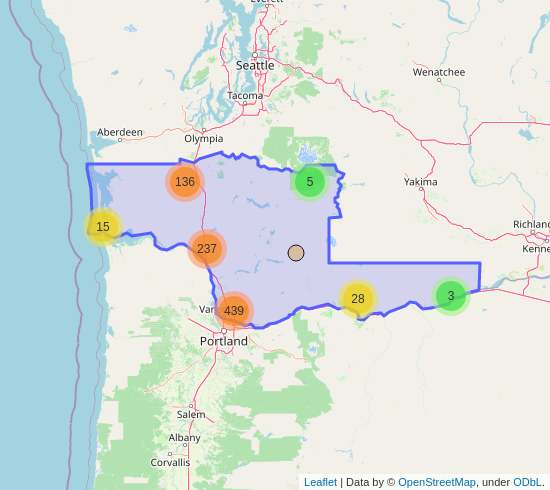 Everett
Seattle
Wenatchee
Tacoma
Aberdeen
Olympia
136
5
Yakima
15
Richland
237
Kenne
3
28
439
Van
Portland
Salem
Albany
Corvallis
Leaflet | Data by © OpenStreetMap, under ODbL.